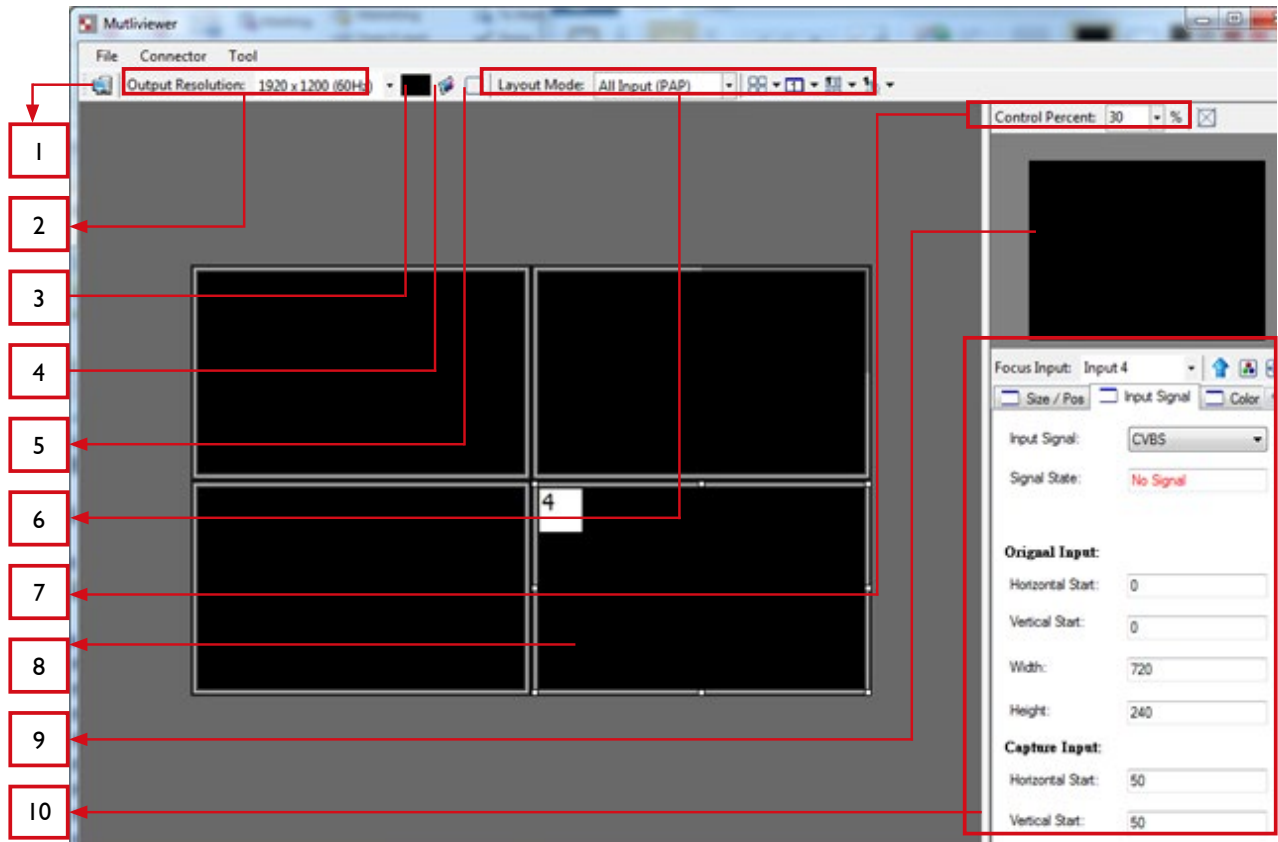 Mutliviewer
File Connector Tool
Output Resolution: 1920 x 1200 (60Hz) Layout Mode: All Input (PAP)
Control Percent: 30 %
1
2
3
4
5
6
7
8
9
10
4
Focus Input: Input 4
Size / Pos Input Signal Color
Input Signal: CVBS
Signal State: No Signal
Orignal Input:
Horizontal Start: 0
Vertical Start: 0
Width: 720
Height: 240
Capture Input:
Horizontal Start: 50
Vertical Start: 50